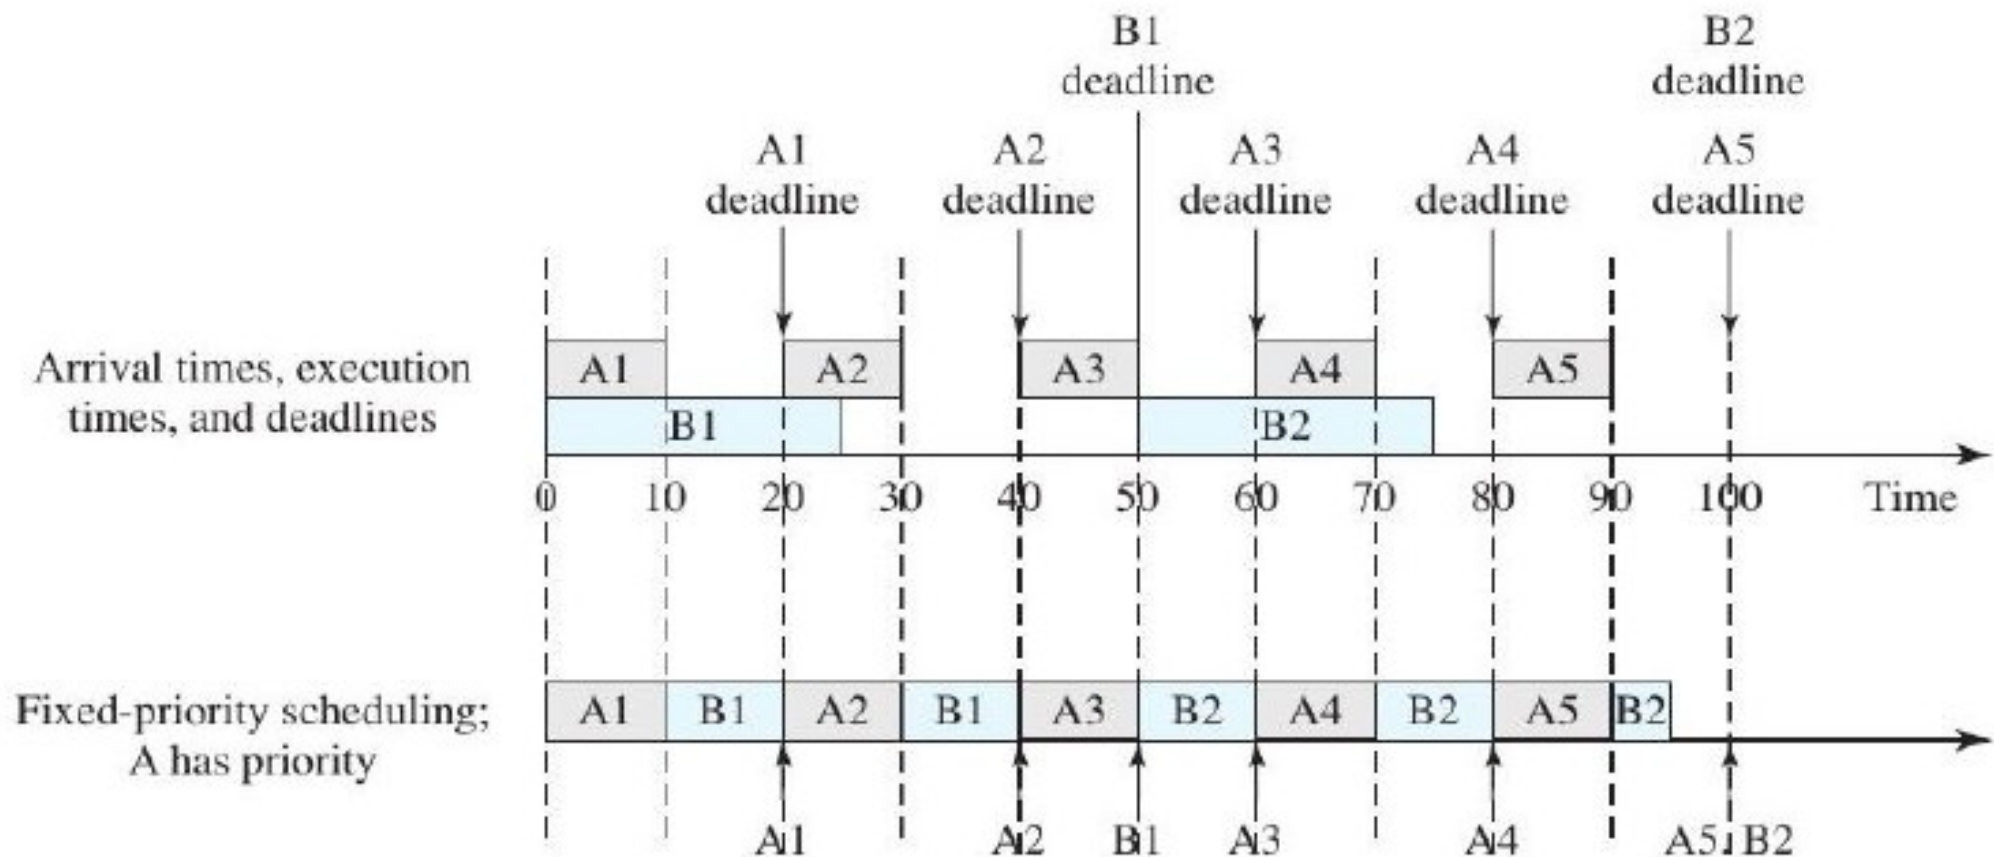 B1
deadline
B2
deadline
A1
deadline
A2
deadline
A3
deadline
A4
deadline
A5
deadline
Arrival times, execution
times, and deadlines
A1
A2
A3
A4
A5
B1
B2
0 10 20 30 40 50 60 70 80 90 100 Time
Fixed-priority scheduling;
A has priority
A1 B1 A2 B1 A3 B2 A4 B2 A5 B2
A1 A2 B1 A3 A4 A5, B2